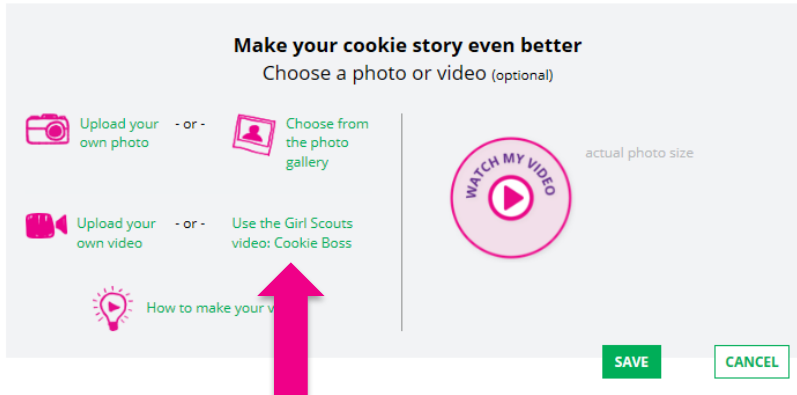 Make your cookie story even better
Choose a photo or video (optional)
Upload your own photo
- or -
Choose from the photo gallery
WATCH MY VIDEO
actual photo size
Upload your own video
- or -
Use the Girl Scouts video: Cookie Boss
How to make your
SAVE
CANCEL